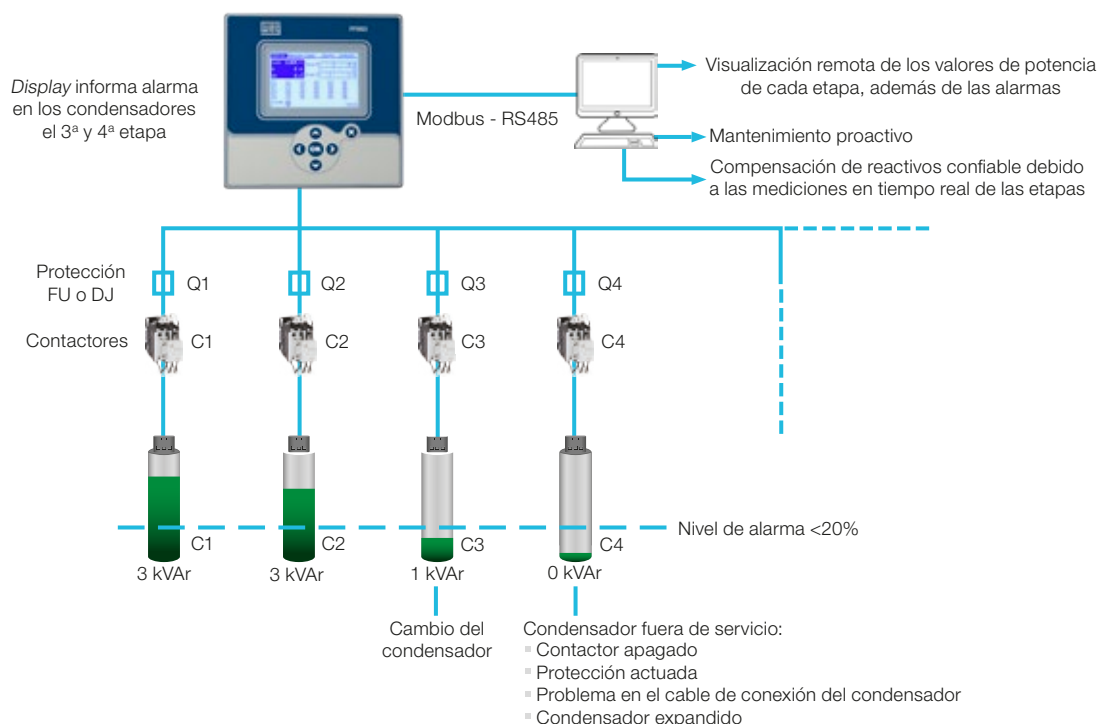 WEG
Display informa alarma
en los condensadores
el 3ª y 4ª etapa
OK
Modbus - RS485
Visualización remota de los valores de potencia
de cada etapa, además de las alarmas
Mantenimiento proactivo
Compensación de reactivos confiable debido
a las mediciones en tiempo real de las etapas
Protección
FU o DJ
Q1
Q2
Q3
Q4
Contactores
C1
C2
C3
C4
Nivel de alarma <20%
C1
C2
C3
C4
3 kVAr
3 kVAr
1 kVAr
0 kVAr
Cambio del
condensador
Condensador fuera de servicio:
Contactor apagado
Protección actuada
Problema en el cable de conexión del condensador
Condensador expandido